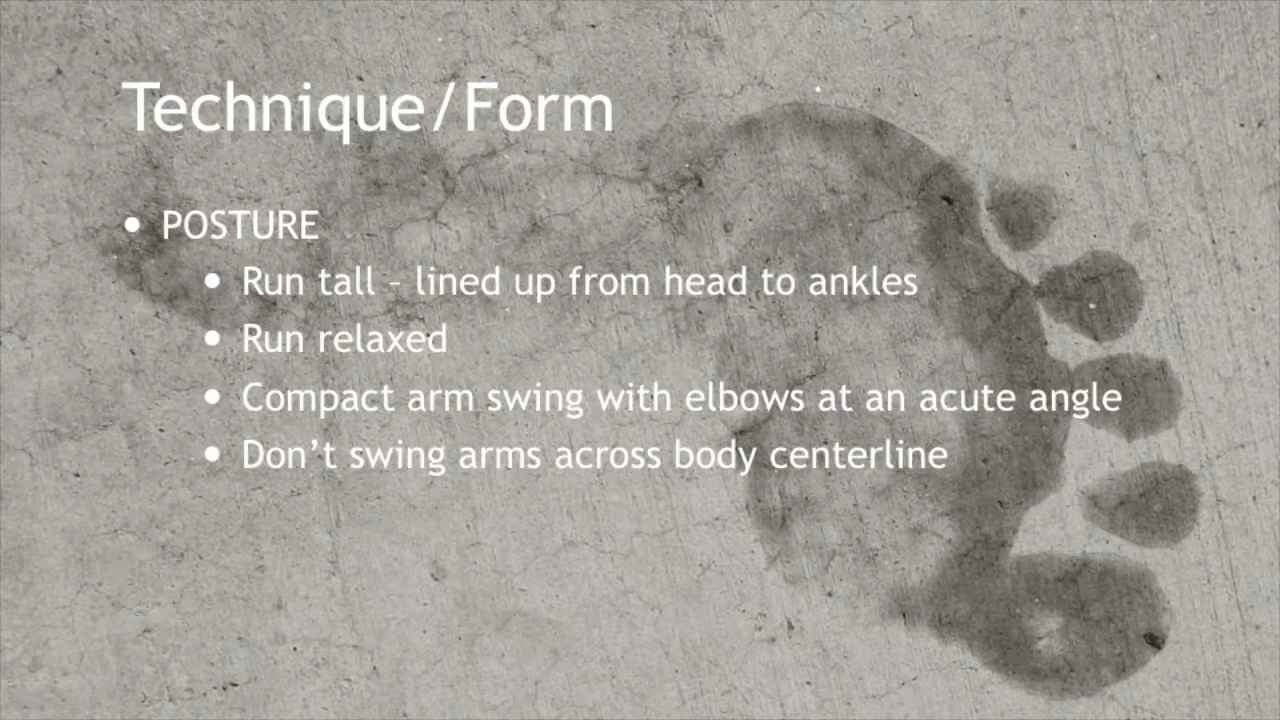 Technique/Form
• POSTURE
• Run tall – lined up from head to ankles
• Run relaxed
• Compact arm swing with elbows at an acute angle
• Don’t swing arms across body centerline